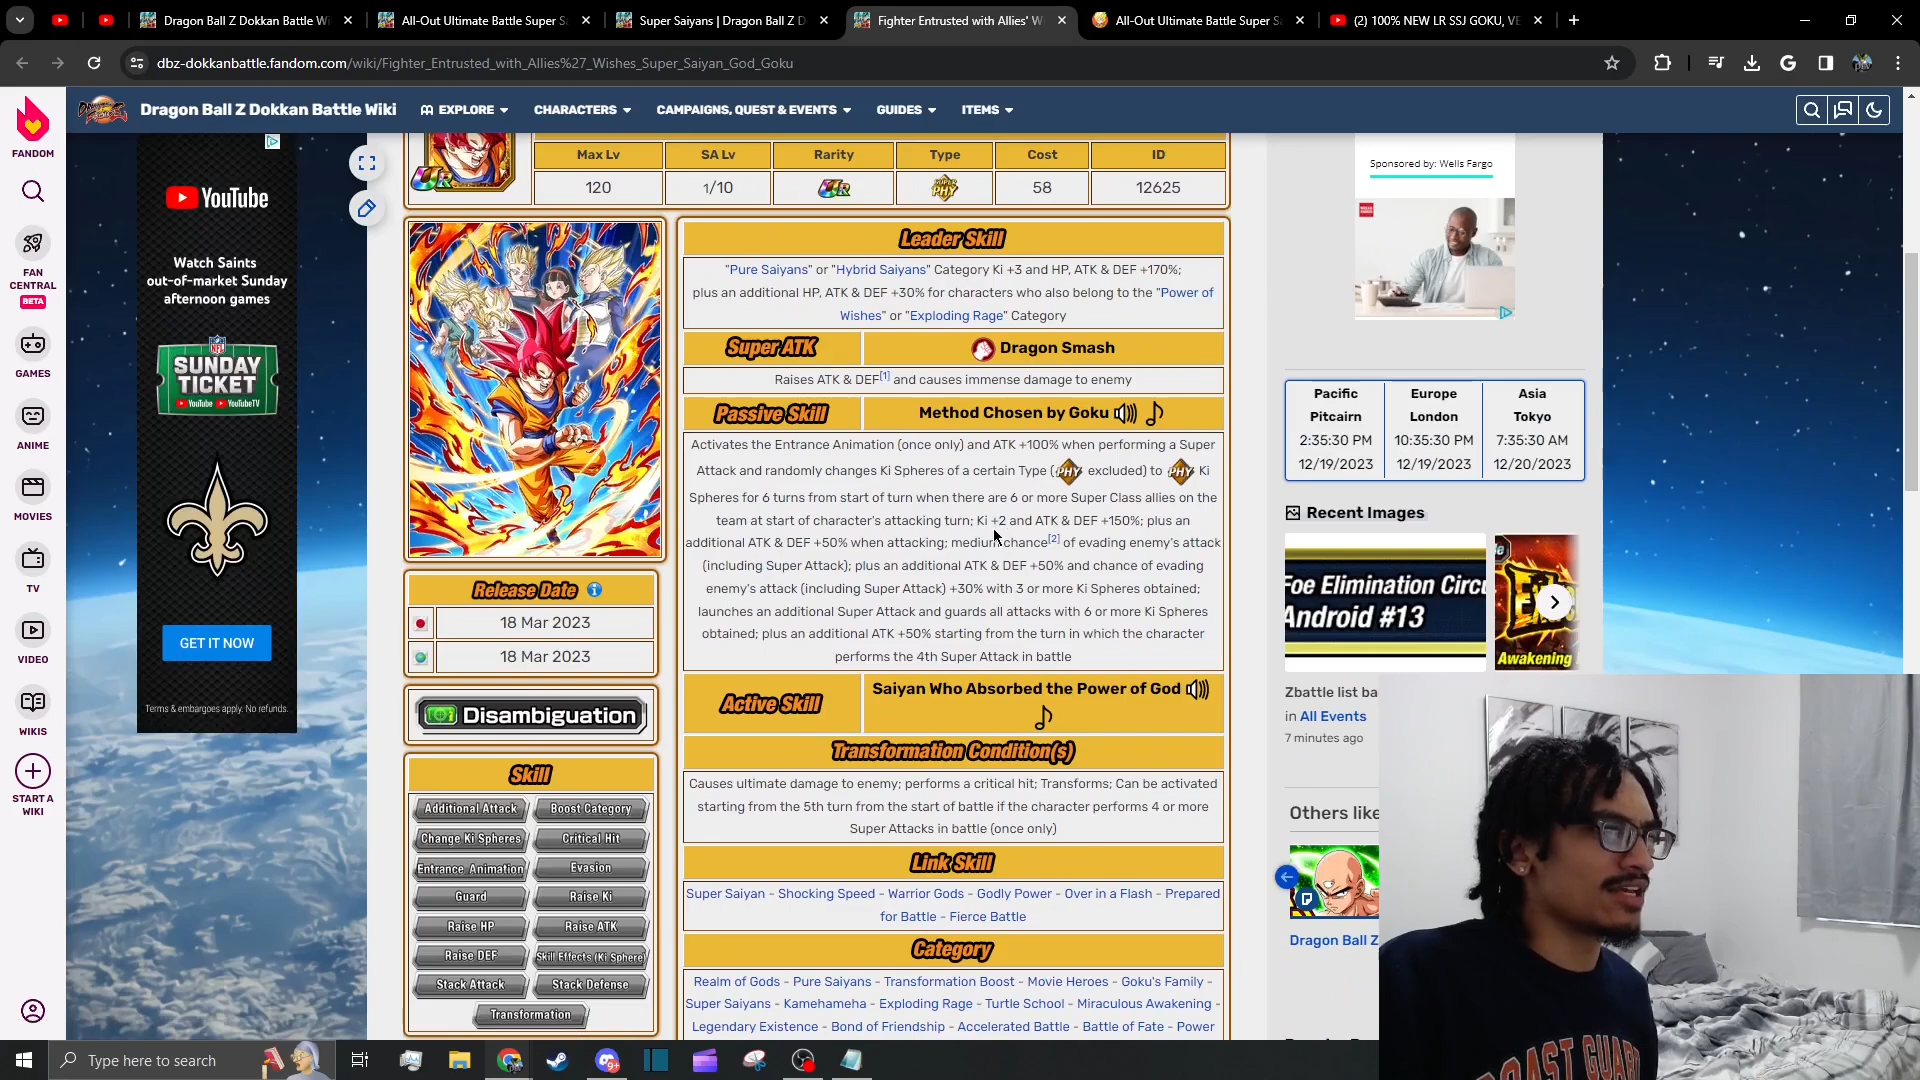 Dragon Ball Z Dokkan Battle Wi
All-Out Ultimate Battle Super S
Super Saiyans | Dragon Ball Z D
Fighter Entrusted with Allies' W
All-Out Ultimate Battle Super Sa
(2) 100% NEW LR SSJ GOKU, VE
dbz-dokkanbattle.fandom.com/wiki/Fighter_Entrusted_with_Allies%27_Wishes_Super_Saiyan_God_Goku
Dragon Ball Z Dokkan Battle Wiki
EXPLORE
CHARACTERS
CAMPAIGNS, QUEST & EVENTS
GUIDES
ITEMS
FANDOM
FAN CENTRAL
BETA
GAMES
ANIME
MOVIES
TV
VIDEO
WIKIS
START A WIKI
YouTube
Watch Saints
out-of-market Sunday
afternoon games
NFL
SUNDAY
TICKET
YouTube YouTubeTV
GET IT NOW
Terms & embargoes apply. No refunds.
UR
Max Lv
SA Lv
Rarity
Type
Cost
ID
120
1/10
UR
SUPER PHY
58
12625
Leader Skill
"Pure Saiyans" or "Hybrid Saiyans" Category Ki +3 and HP, ATK & DEF +170%;
plus an additional HP, ATK & DEF +30% for characters who also belong to the "Power of
Wishes" or "Exploding Rage" Category
Super ATK
Dragon Smash
Raises ATK & DEF[1] and causes immense damage to enemy
Passive Skill
Method Chosen by Goku
Activates the Entrance Animation (once only) and ATK +100% when performing a Super
Attack and randomly changes Ki Spheres of a certain Type (PHY excluded) to PHY Ki
Spheres for 6 turns from start of turn when there are 6 or more Super Class allies on the
team at start of character's attacking turn; Ki +2 and ATK & DEF +150%; plus an
additional ATK & DEF +50% when attacking; medium chance[2] of evading enemy's attack
(including Super Attack); plus an additional ATK & DEF +50% and chance of evading
enemy's attack (including Super Attack) +30% with 3 or more Ki Spheres obtained;
launches an additional Super Attack and guards all attacks with 6 or more Ki Spheres
obtained; plus an additional ATK +50% starting from the turn in which the character
performs the 4th Super Attack in battle
Active Skill
Saiyan Who Absorbed the Power of God
Transformation Condition(s)
Causes ultimate damage to enemy; performs a critical hit; Transforms; Can be activated
starting from the 5th turn from the start of battle if the character performs 4 or more
Super Attacks in battle (once only)
Link Skill
Super Saiyan - Shocking Speed - Warrior Gods - Godly Power - Over in a Flash - Prepared
for Battle - Fierce Battle
Category
Realm of Gods - Pure Saiyans - Transformation Boost - Movie Heroes - Goku's Family -
Super Saiyans - Kamehameha - Exploding Rage - Turtle School - Miraculous Awakening -
Legendary Existence - Bond of Friendship - Accelerated Battle - Battle of Fate - Power
Release Date
18 Mar 2023
18 Mar 2023
Disambiguation
Skill
Additional Attack
Boost Category
Change Ki Spheres
Critical Hit
Entrance Animation
Evasion
Guard
Raise Ki
Raise HP
Raise ATK
Raise DEF
Skill Effects (Ki Sphere)
Stack Attack
Stack Defense
Transformation
Sponsored by: Wells Fargo
Pacific
Europe
Asia
Pitcairn
London
Tokyo
2:35:30 PM
10:35:30 PM
7:35:30 AM
12/19/2023
12/19/2023
12/20/2023
Recent Images
Foe Elimination Circu
Android #13
Awakening
Zbattle list ba
in All Events
7 minutes ago
Others like
Dragon Ball Z
Type here to search
9+
COAST GUARD